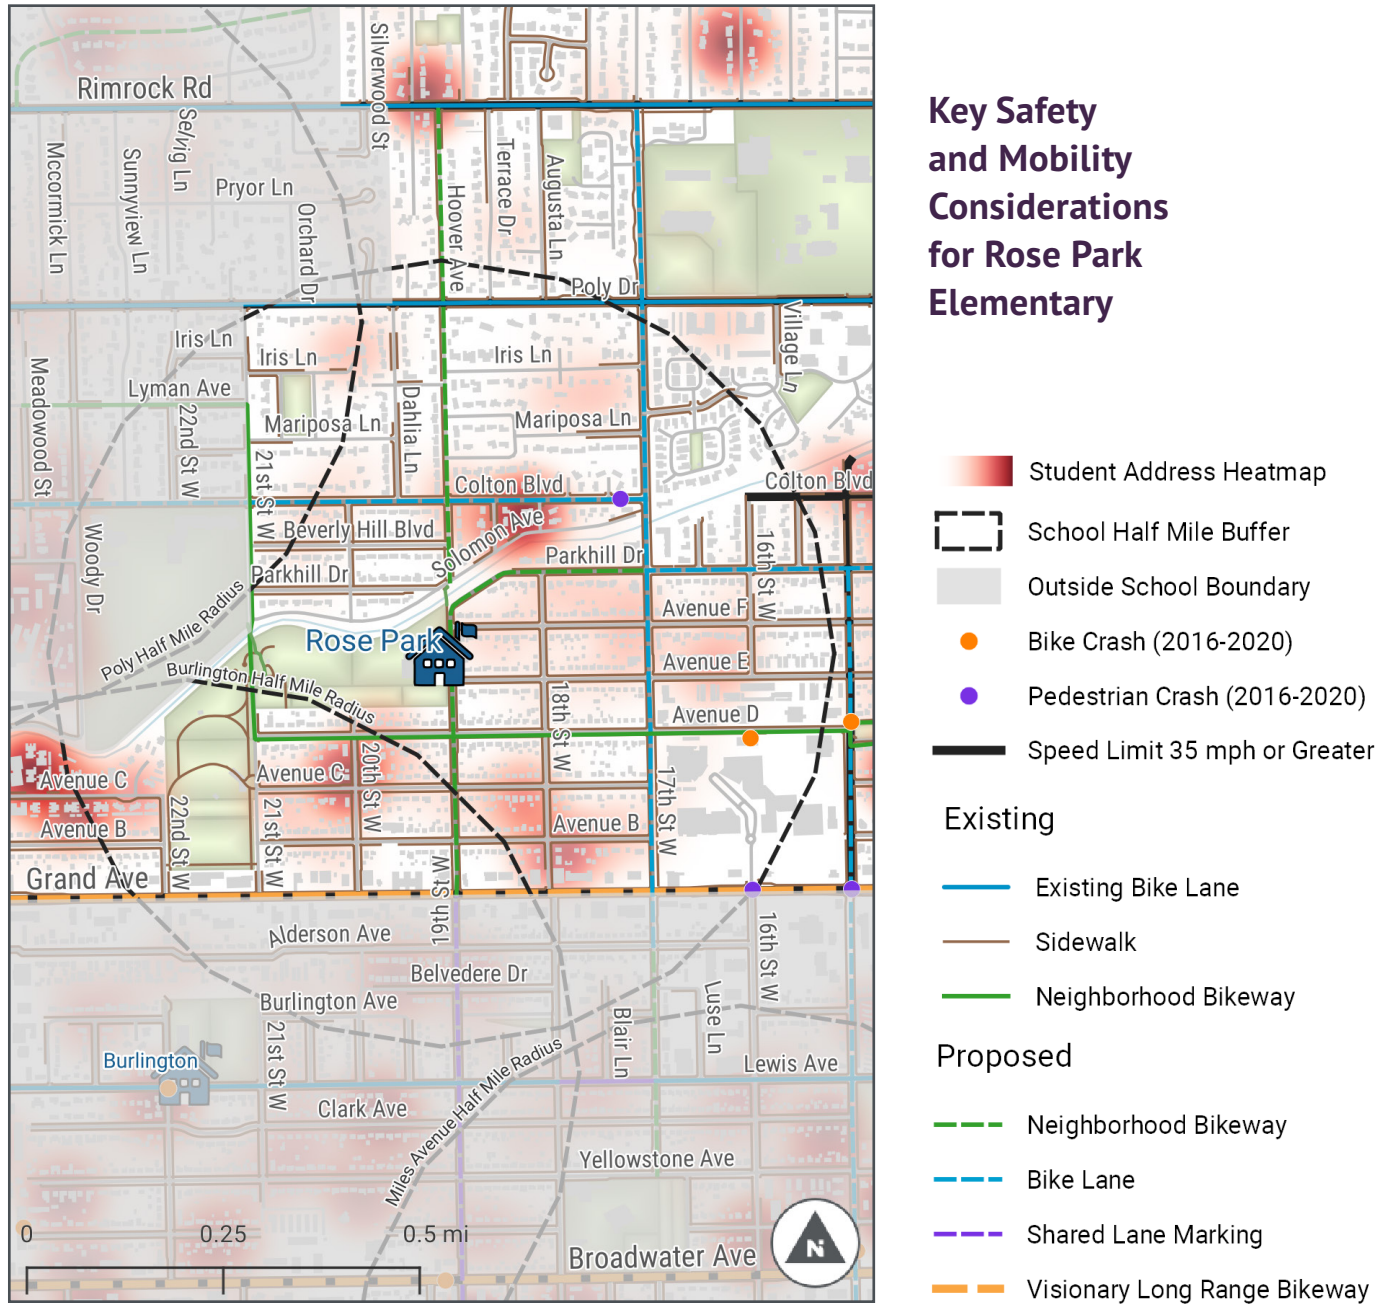 Key Safety
and Mobility
Considerations
for Rose Park
Elementary
Student Address Heatmap
School Half Mile Buffer
Outside School Boundary
Bike Crash (2016-2020)
Pedestrian Crash (2016-2020)
Speed Limit 35 mph or Greater
Existing
Existing Bike Lane
Sidewalk
Neighborhood Bikeway
Proposed
Neighborhood Bikeway
Bike Lane
Shared Lane Marking
Visionary Long Range Bikeway
Rimrock Rd
Silverwood St
Mccormick Ln
Sunnyview Ln
Selvig Ln
Pryor Ln
Orchard Dr
Hoover Ave
Terrace Dr
Augusta Ln
Poly Dr
Village Ln
Iris Ln
Iris Ln
Iris Ln
Meadowood St
Lyman Ave
22nd St W
Mariposa Ln
Dahlia Ln
Mariposa Ln
21st St W
Colton Blvd
Colton Blvd
Beverly Hill Blvd
Solomon Ave
Woody Dr
Parkhill Dr
Parkhill Dr
16th St W
Avenue F
Poly Half Mile Radius
Rose Park
Avenue E
Burlington Half Mile Radius
18th St W
Avenue D
Avenue C
Avenue C
20th St W
17th St W
Avenue B
22nd St W
21st St W
Avenue B
Grand Ave
19th St W
Alderson Ave
16th St W
Belvedere Dr
Burlington Ave
21st St W
Blair Ln
Luse Ln
Burlington
Lewis Ave
Clark Ave
Miles Avenue Half Mile Radius
Yellowstone Ave
0
0.25
0.5 mi
Broadwater Ave
N